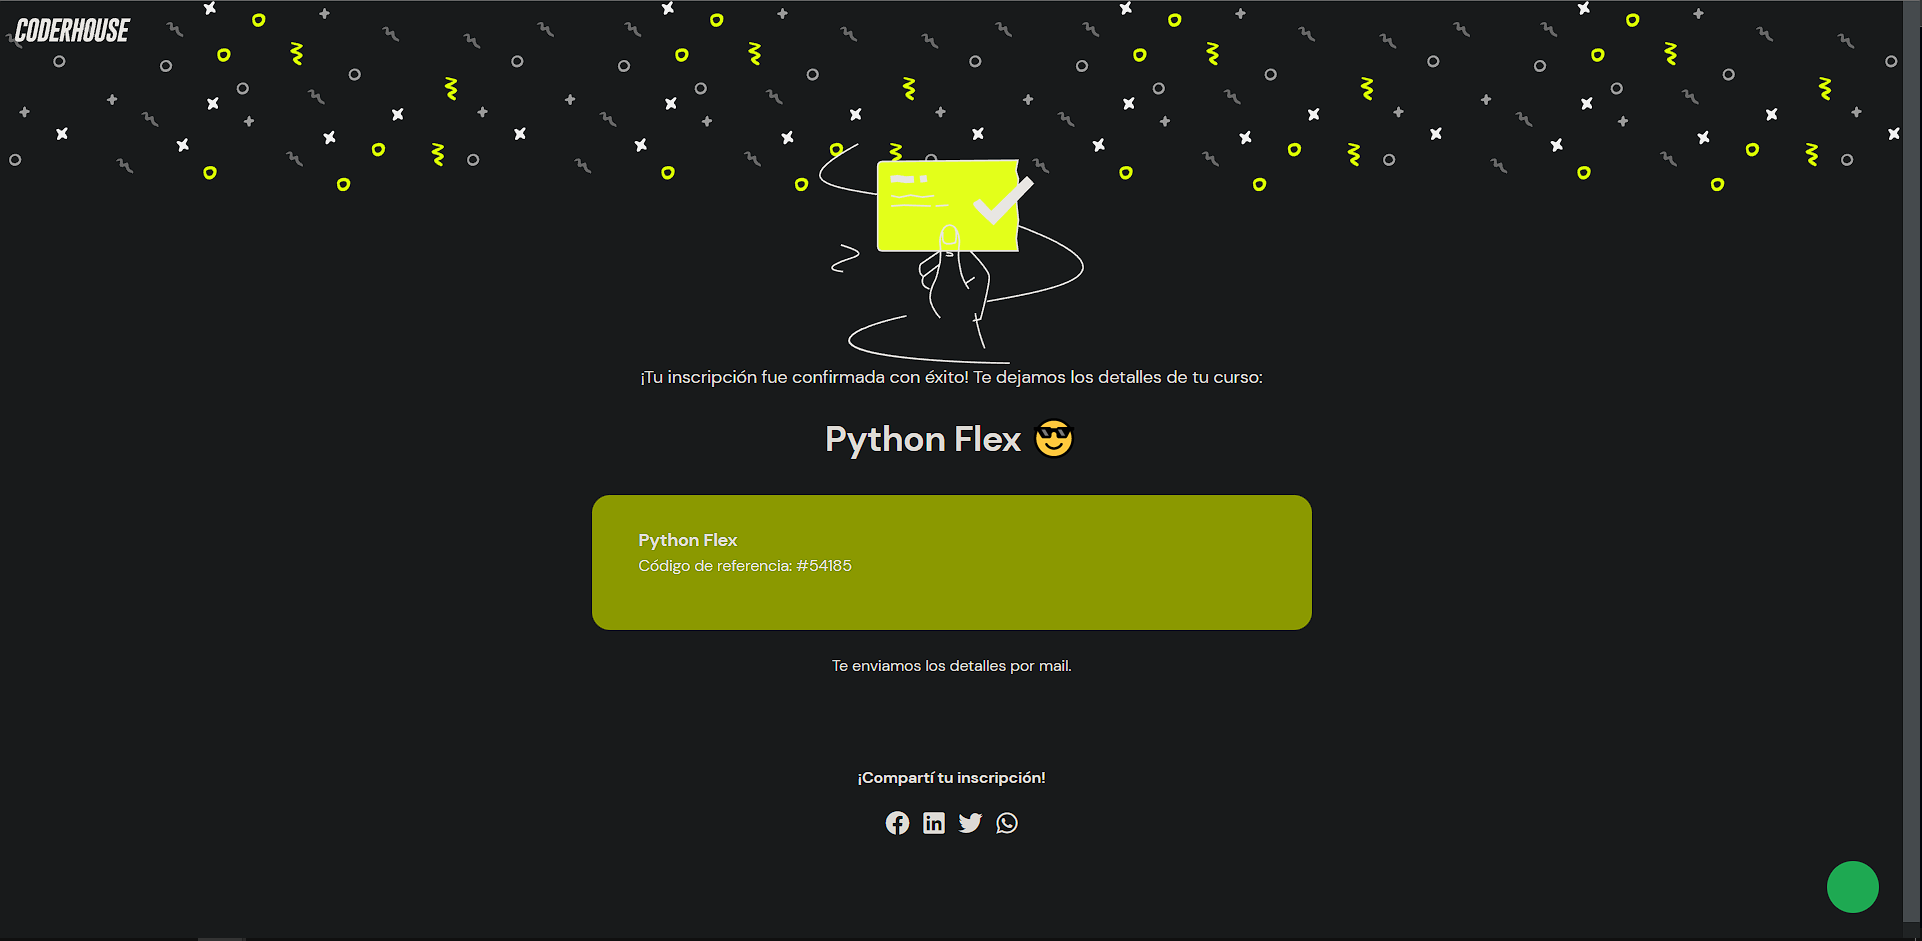 CODERHOUSE
¡Tu inscripción fue confirmada con éxito! Te dejamos los detalles de tu curso:
Python Flex 😎
Python Flex
Código de referencia: #54185
Te enviamos los detalles por mail.
¡Compartí tu inscripción!